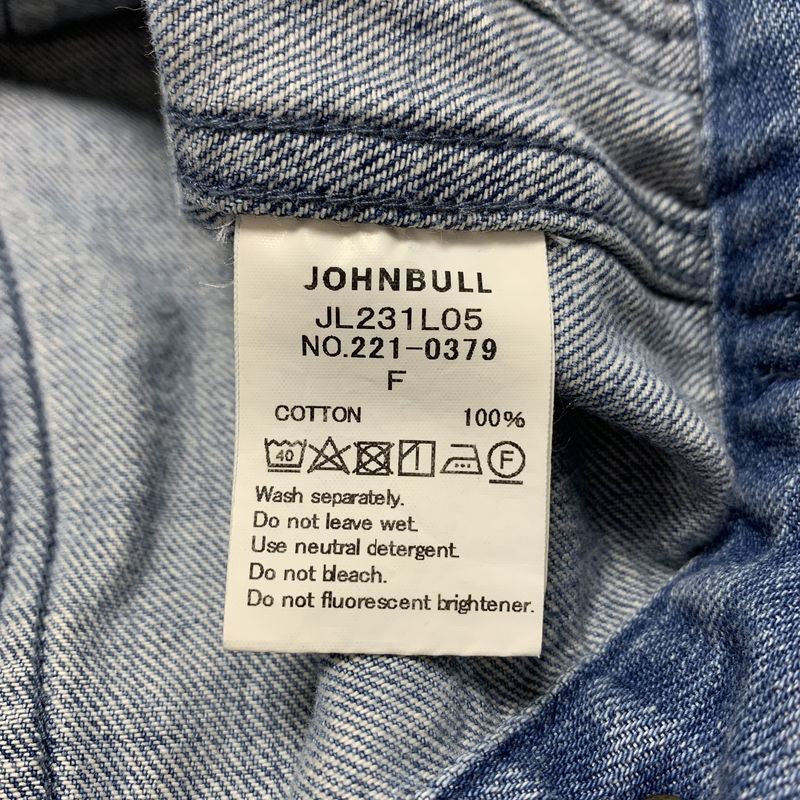 JOHNBULL
JL231L05
NO.221-0379
F
COTTON 100%
40 F
Wash separately.
Do not leave wet.
Use neutral detergent.
Do not bleach.
Do not fluorescent brightener.